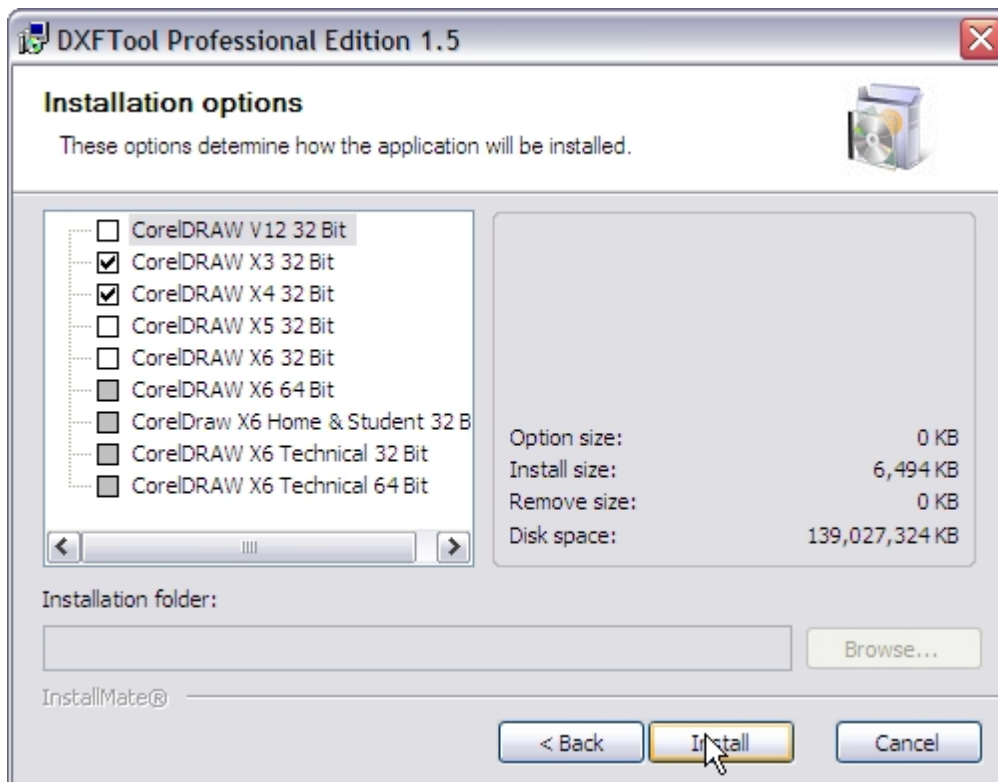 DXFTool Professional Edition 1.5
Installation options
These options determine how the application will be installed.
CorelDRAW V12 32 Bit
CorelDRAW X3 32 Bit
CorelDRAW X4 32 Bit
CorelDRAW X5 32 Bit
CorelDRAW X6 32 Bit
CorelDRAW X6 64 Bit
CorelDraw X6 Home & Student 32 B
CorelDRAW X6 Technical 32 Bit
CorelDRAW X6 Technical 64 Bit
Option size: 0 KB
Install size: 6,494 KB
Remove size: 0 KB
Disk space: 139,027,324 KB
Installation folder:
Browse...
InstallMate®
< Back Install Cancel